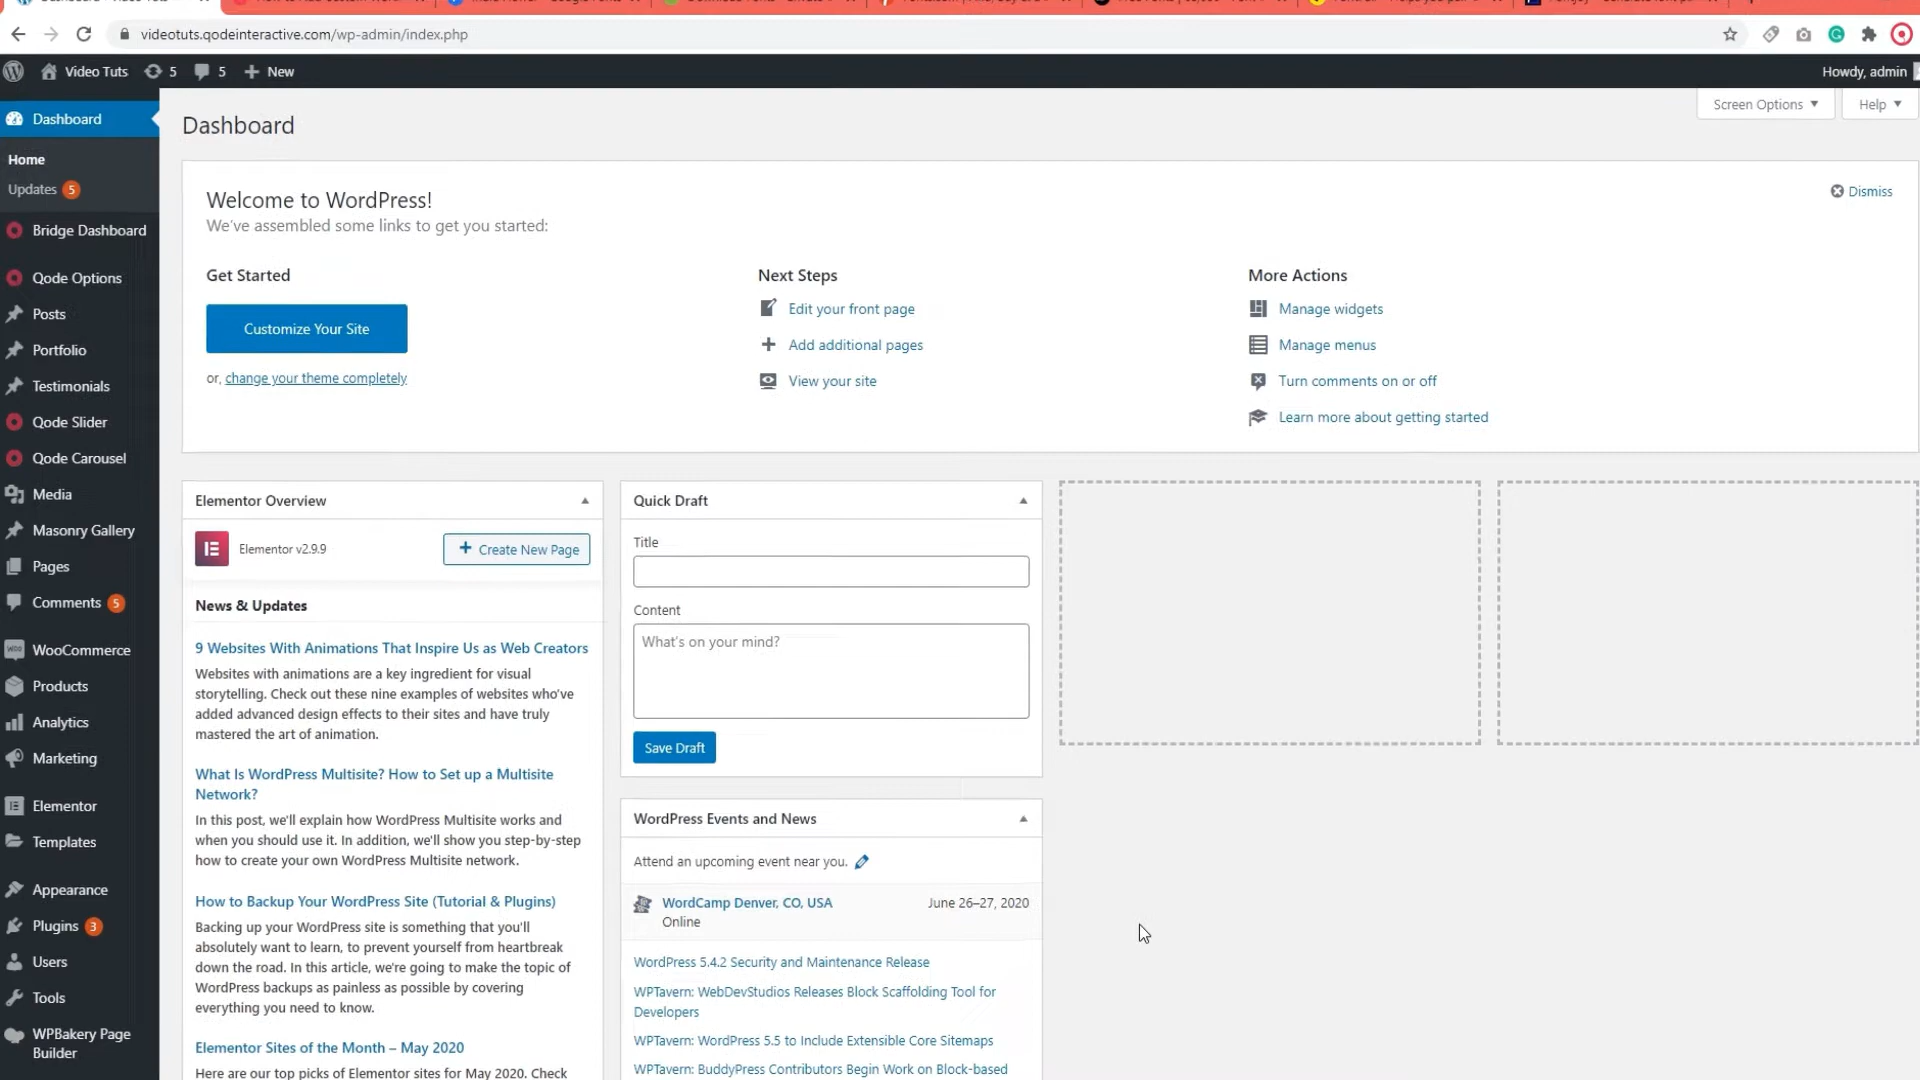 videotuts.qodeinteractive.com/wp-admin/index.php
Video Tuts
5
5
New
Howdy, admin
Dashboard
Home
Updates 5
Bridge Dashboard
Qode Options
Posts
Portfolio
Testimonials
Qode Slider
Qode Carousel
Media
Masonry Gallery
Pages
Comments 5
WooCommerce
Products
Analytics
Marketing
Elementor
Templates
Appearance
Plugins 3
Users
Tools
WPBakery Page
Builder
Dashboard
Screen Options
Help
Welcome to WordPress!
We've assembled some links to get you started:
Dismiss
Get Started
Customize Your Site
or, change your theme completely
Next Steps
Edit your front page
Add additional pages
View your site
More Actions
Manage widgets
Manage menus
Turn comments on or off
Learn more about getting started
Elementor Overview
Elementor v2.9.9
Create New Page
News & Updates
9 Websites With Animations That Inspire Us as Web Creators
Websites with animations are a key ingredient for visual
storytelling. Check out these nine examples of websites who've
added advanced design effects to their sites and have truly
mastered the art of animation.
What Is WordPress Multisite? How to Set up a Multisite
Network?
In this post, we'll explain how WordPress Multisite works and
when you should use it. In addition, we'll show you step-by-step
how to create your own WordPress Multisite network.
How to Backup Your WordPress Site (Tutorial & Plugins)
Backing up your WordPress site is something that you'll
absolutely want to learn, to prevent yourself from heartbreak
down the road. In this article, we're going to make the topic of
WordPress backups as painless as possible by covering
everything you need to know.
Elementor Sites of the Month – May 2020
Here are our top picks of Elementor sites for May 2020. Check
Quick Draft
Title
Content
What's on your mind?
Save Draft
WordPress Events and News
Attend an upcoming event near you.
WordCamp Denver, CO, USA
June 26–27, 2020
Online
WordPress 5.4.2 Security and Maintenance Release
WPTavern: WebDevStudios Releases Block Scaffolding Tool for
Developers
WPTavern: WordPress 5.5 to Include Extensible Core Sitemaps
WPTavern: BuddyPress Contributors Begin Work on Block-based